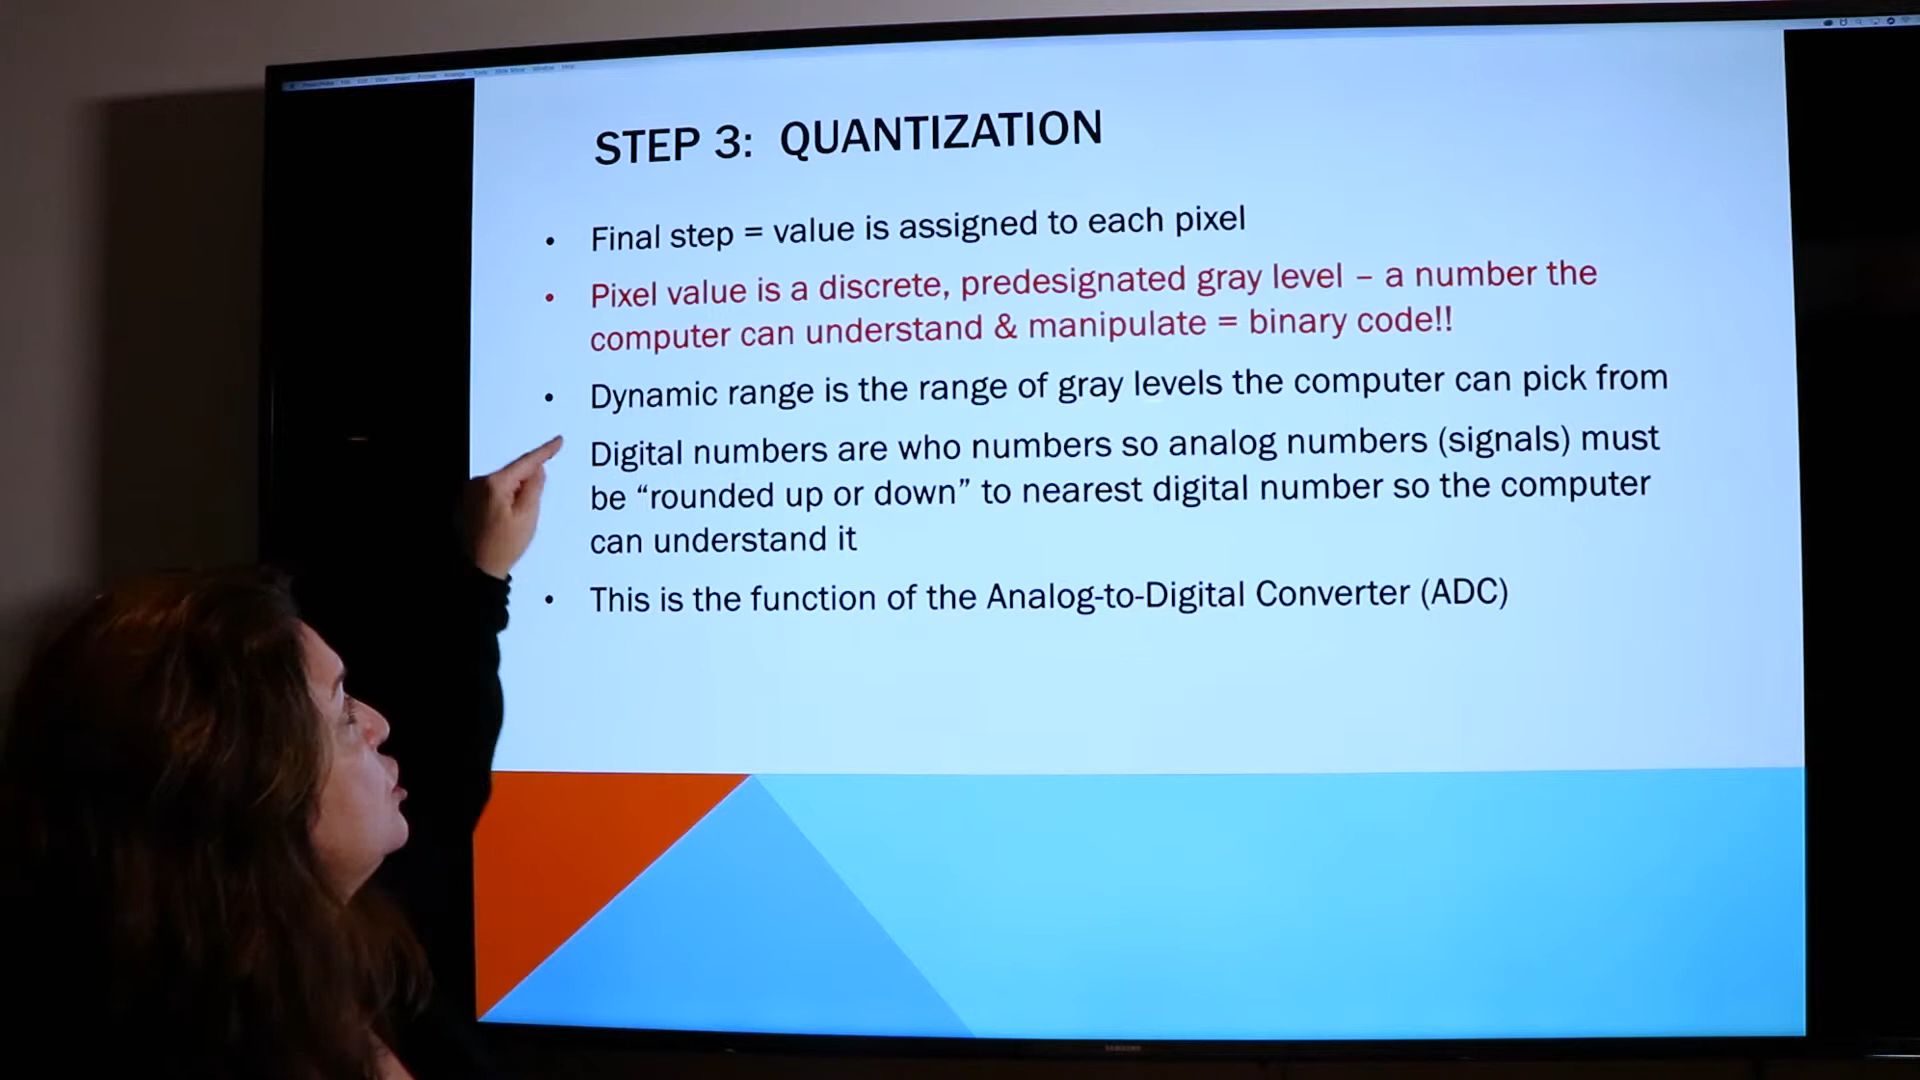 STEP 3: QUANTIZATION
• Final step = value is assigned to each pixel
• Pixel value is a discrete, predesignated gray level – a number the
computer can understand & manipulate = binary code!!
• Dynamic range is the range of gray levels the computer can pick from
Digital numbers are who numbers so analog numbers (signals) must
be “rounded up or down” to nearest digital number so the computer
can understand it
• This is the function of the Analog-to-Digital Converter (ADC)
SAMSUNG